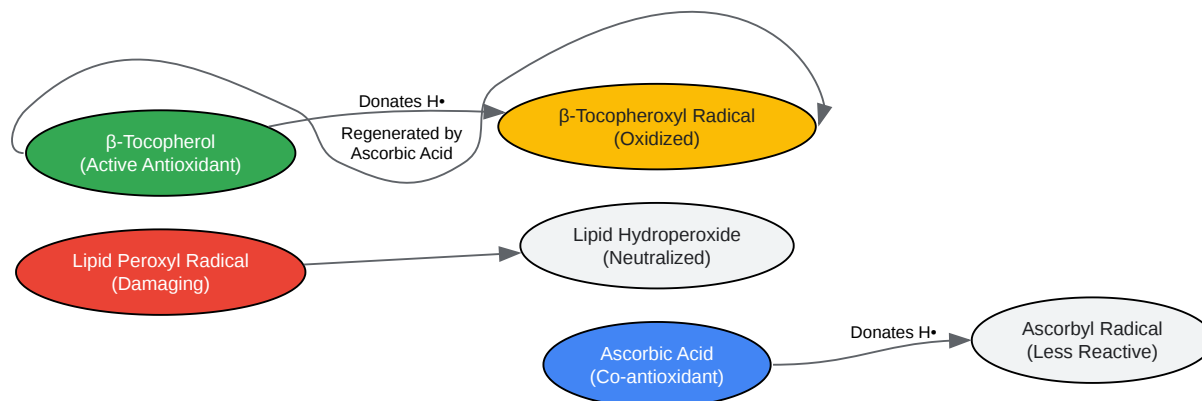 Donates H•
β-Tocopherol
(Active Antioxidant)
Regenerated by
Ascorbic Acid
β-Tocopheroxyl Radical
(Oxidized)
Lipid Peroxyl Radical
(Damaging)
Lipid Hydroperoxide
(Neutralized)
Ascorbic Acid
(Co-antioxidant)
Donates H•
Ascorbyl Radical
(Less Reactive)